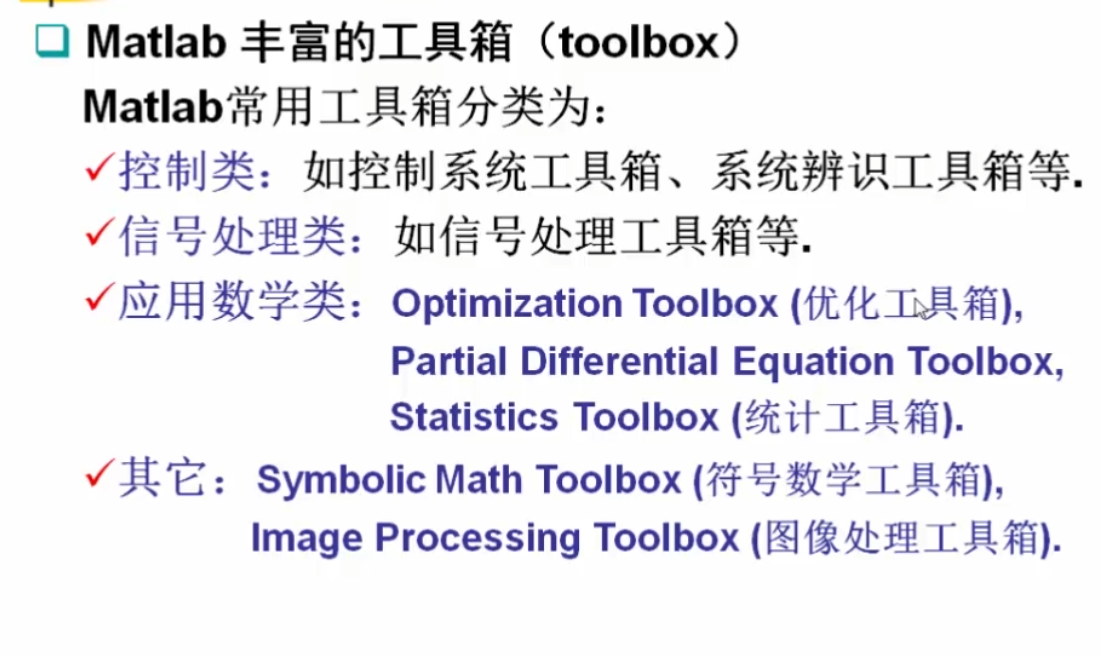 Matlab 丰富的工具箱（toolbox）
Matlab常用工具箱分类为：
✓控制类：如控制系统工具箱、系统辨识工具箱等.
✓信号处理类：如信号处理工具箱等.
✓应用数学类：Optimization Toolbox (优化工具箱),
Partial Differential Equation Toolbox,
Statistics Toolbox (统计工具箱).
✓其它：Symbolic Math Toolbox (符号数学工具箱),
Image Processing Toolbox (图像处理工具箱).